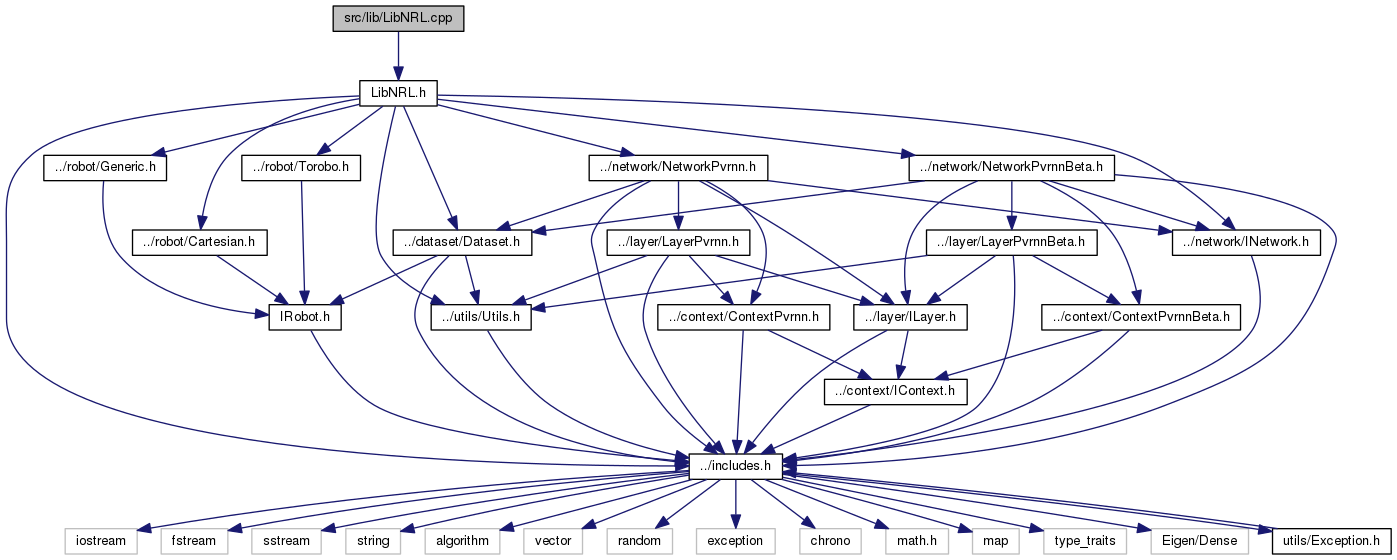 src/lib/LibNRL.cpp
LibNRL.h
../robot/Generic.h
../robot/Torobo.h
../network/NetworkPvrnn.h
../network/NetworkPvrnnBeta.h
../robot/Cartesian.h
../dataset/Dataset.h
../layer/LayerPvrnn.h
../layer/LayerPvrnnBeta.h
../network/INetwork.h
IRobot.h
../utils/Utils.h
../context/ContextPvrnn.h
../layer/ILayer.h
../context/ContextPvrnnBeta.h
../context/IContext.h
../includes.h
iostream
fstream
sstream
string
algorithm
vector
random
exception
chrono
math.h
map
type_traits
Eigen/Dense
utils/Exception.h